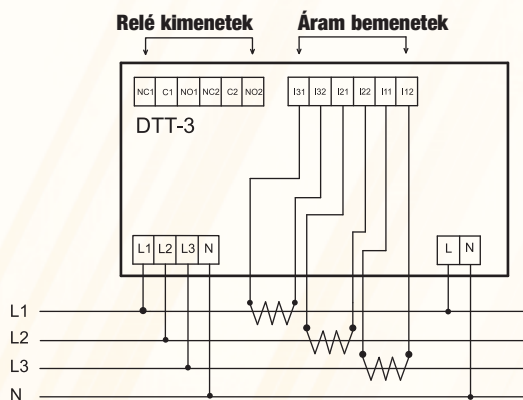 Relé kimenetek Áram bemenetek
NC1 C1 NO1 NC2 C2 NO2 I31 I32 I21 I22 I11 I12
DTT-3
L1 L2 L3 N L N
L1
L2
L3
N